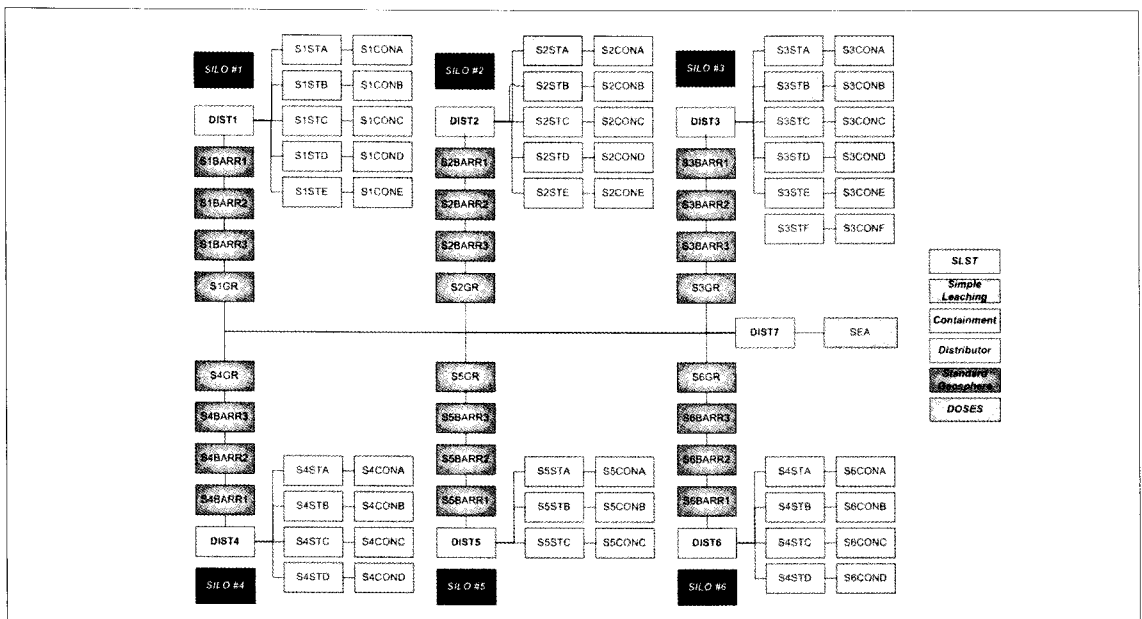 SILO #1
S1STA S1CONA
S1STB S1CONB
DIST1 S1STC S1CONC
S1BARR1 S1STD S1COND
S1STE S1CONE
S1BARR2
S1BARR3
S1GR
SILO #2
S2STA S2CONA
S2STB S2CONB
DIST2 S2STC S2CONC
S2BARR1 S2STD S2COND
S2STE S2CONE
S2BARR2
S2BARR3
S2GR
SILO #3
S3STA S3CONA
S3STB S3CONB
DIST3 S3STC S3CONC
S3BARR1 S3STD S3COND
S3STE S3CONE
S3BARR2
S3STF S3CONF
S3BARR3
S3GR
DIST7 SEA
SLST
Simple
Leaching
Containment
Distributor
Standard
Geosphere
DOSES
S4GR
S4BARR3
S4BARR2
S4STA S4CONA
S4BARR1
S4STB S4CONB
DIST4 S4STC S4CONC
S4STD S4COND
SILO #4
S5GR
S5BARR3
S5BARR2
S5STA S5CONA
S5BARR1
S5STB S5CONB
DIST5 S5STC S5CONC
SILO #5
S6GR
S6BARR3
S6BARR2
S4STA S6CONA
S6BARR1
S4STB S6CONB
DIST6 S4STC S6CONC
S4STD S6COND
SILO #6